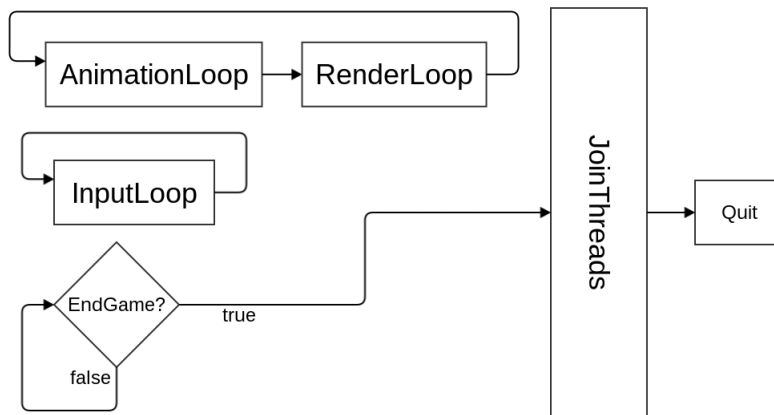 AnimationLoop
RenderLoop
InputLoop
JoinThreads
Quit
EndGame?
true
false